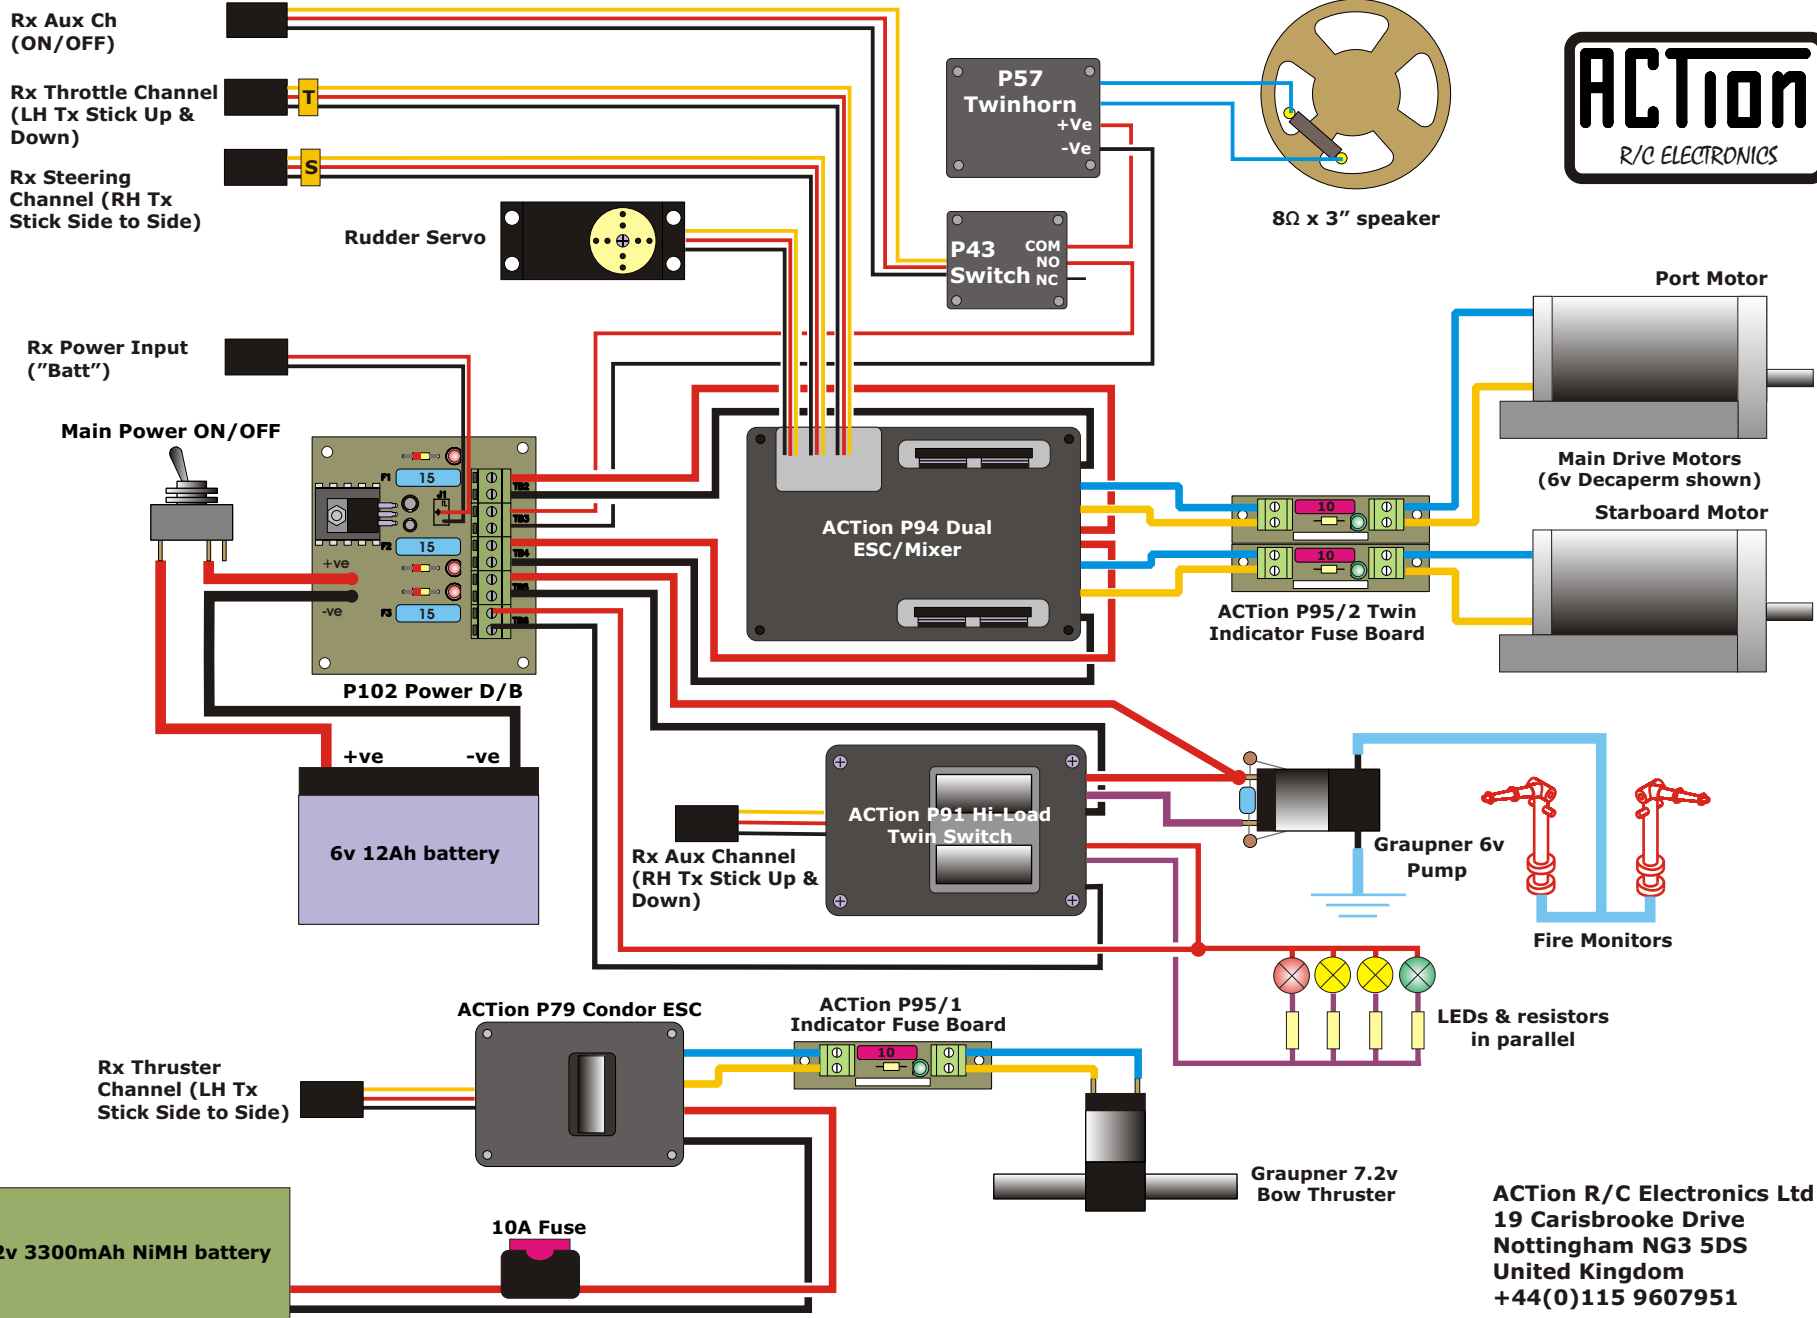 Rx Aux Ch
(ON/OFF)
Rx Throttle Channel
(LH Tx Stick Up &
Down)
T
Rx Steering
Channel (RH Tx
Stick Side to Side)
S
Rudder Servo
P57
Twinhorn
+Ve
-Ve
P43
Switch
COM
NO
NC
8Ω x 3” speaker
ACTion
R/C ELECTRONICS
Rx Power Input
(”Batt”)
Main Power ON/OFF
F1
15
J1
+
F2
15
+ve
-ve
F3
15
TB2
TB3
TB4
TB5
TB6
P102 Power D/B
+ve
-ve
6v 12Ah battery
ACTion P94 Dual
ESC/Mixer
10
10
ACTion P95/2 Twin
Indicator Fuse Board
Port Motor
Main Drive Motors
(6v Decaperm shown)
Starboard Motor
ACTion P91 Hi-Load
Twin Switch
Rx Aux Channel
(RH Tx Stick Up &
Down)
Graupner 6v
Pump
Fire Monitors
LEDs & resistors
in parallel
ACTion P79 Condor ESC
ACTion P95/1
Indicator Fuse Board
10
Rx Thruster
Channel (LH Tx
Stick Side to Side)
Graupner 7.2v
Bow Thruster
10A Fuse
2v 3300mAh NiMH battery
ACTion R/C Electronics Ltd
19 Carisbrooke Drive
Nottingham NG3 5DS
United Kingdom
+44(0)115 9607951